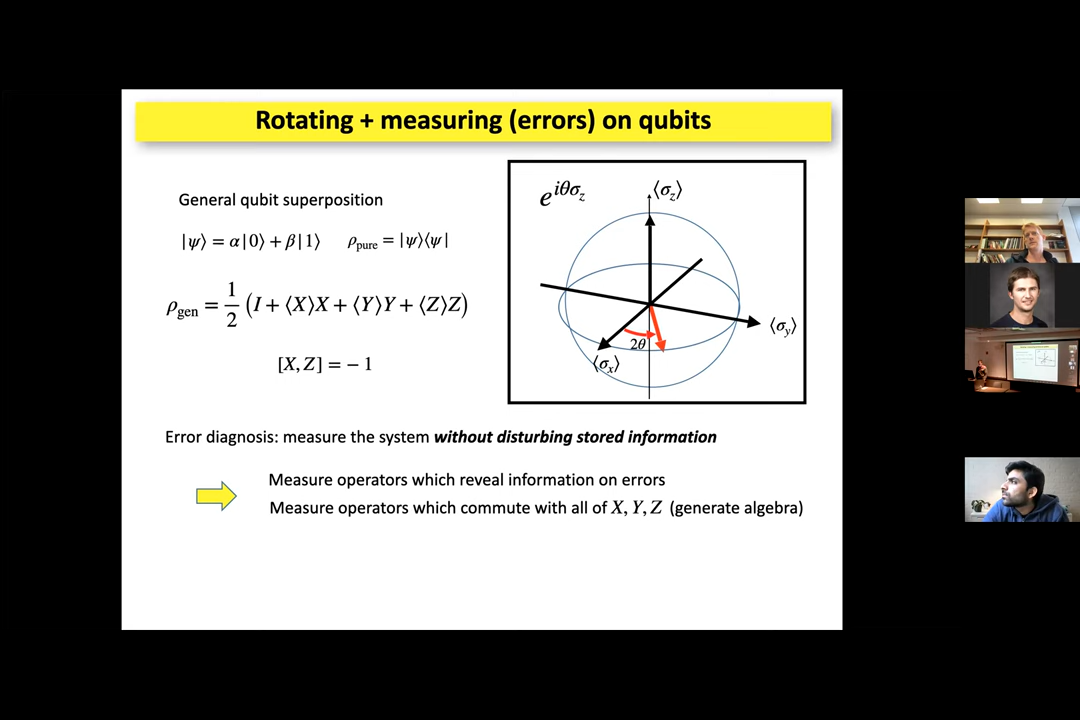 Rotating + measuring (errors) on qubits
General qubit superposition
|ψ⟩ = α|0⟩ + β|1⟩ ρ_pure = |ψ⟩⟨ψ|
ρ_gen = 1/2 (I + ⟨X⟩X + ⟨Y⟩Y + ⟨Z⟩Z)
[X, Z] = − 1
e^{iθσ_z}
⟨σ_z⟩
⟨σ_y⟩
2θ
⟨σ_x⟩
Error diagnosis: measure the system without disturbing stored information
Measure operators which reveal information on errors
Measure operators which commute with all of X, Y, Z (generate algebra)